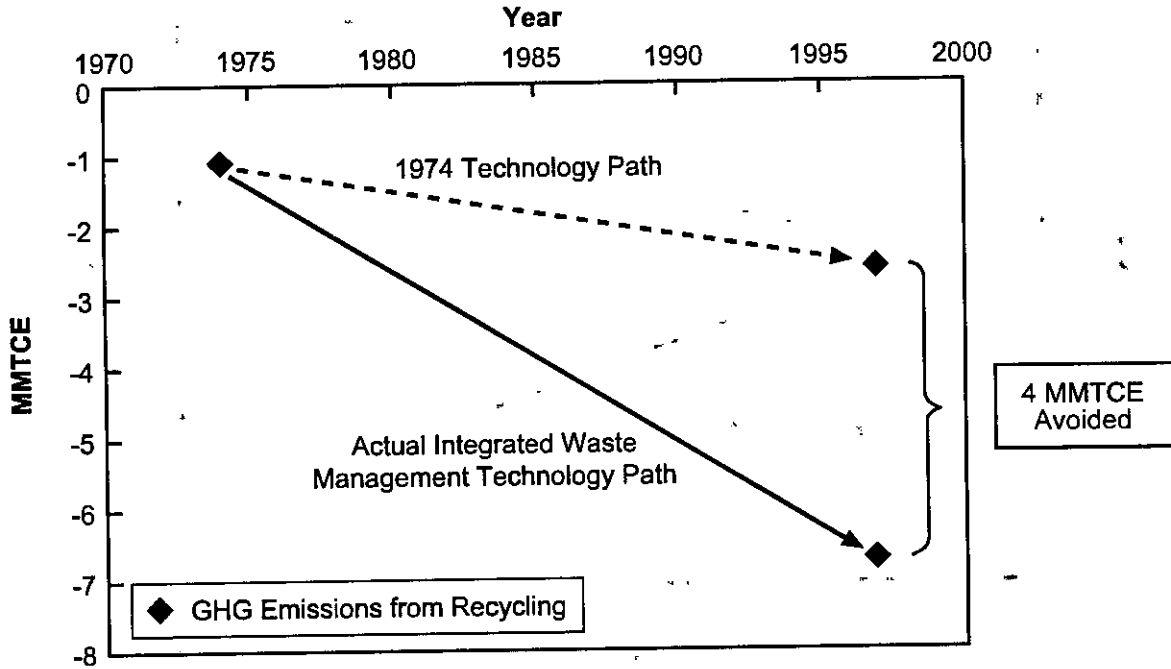 Year
1970 1975 1980 1985 1990 1995 2000
0
-1
-2
-3
-4
-5
-6
-7
-8
MMTCE
1974 Technology Path
Actual Integrated Waste
Management Technology Path
4 MMTCE
Avoided
GHG Emissions from Recycling